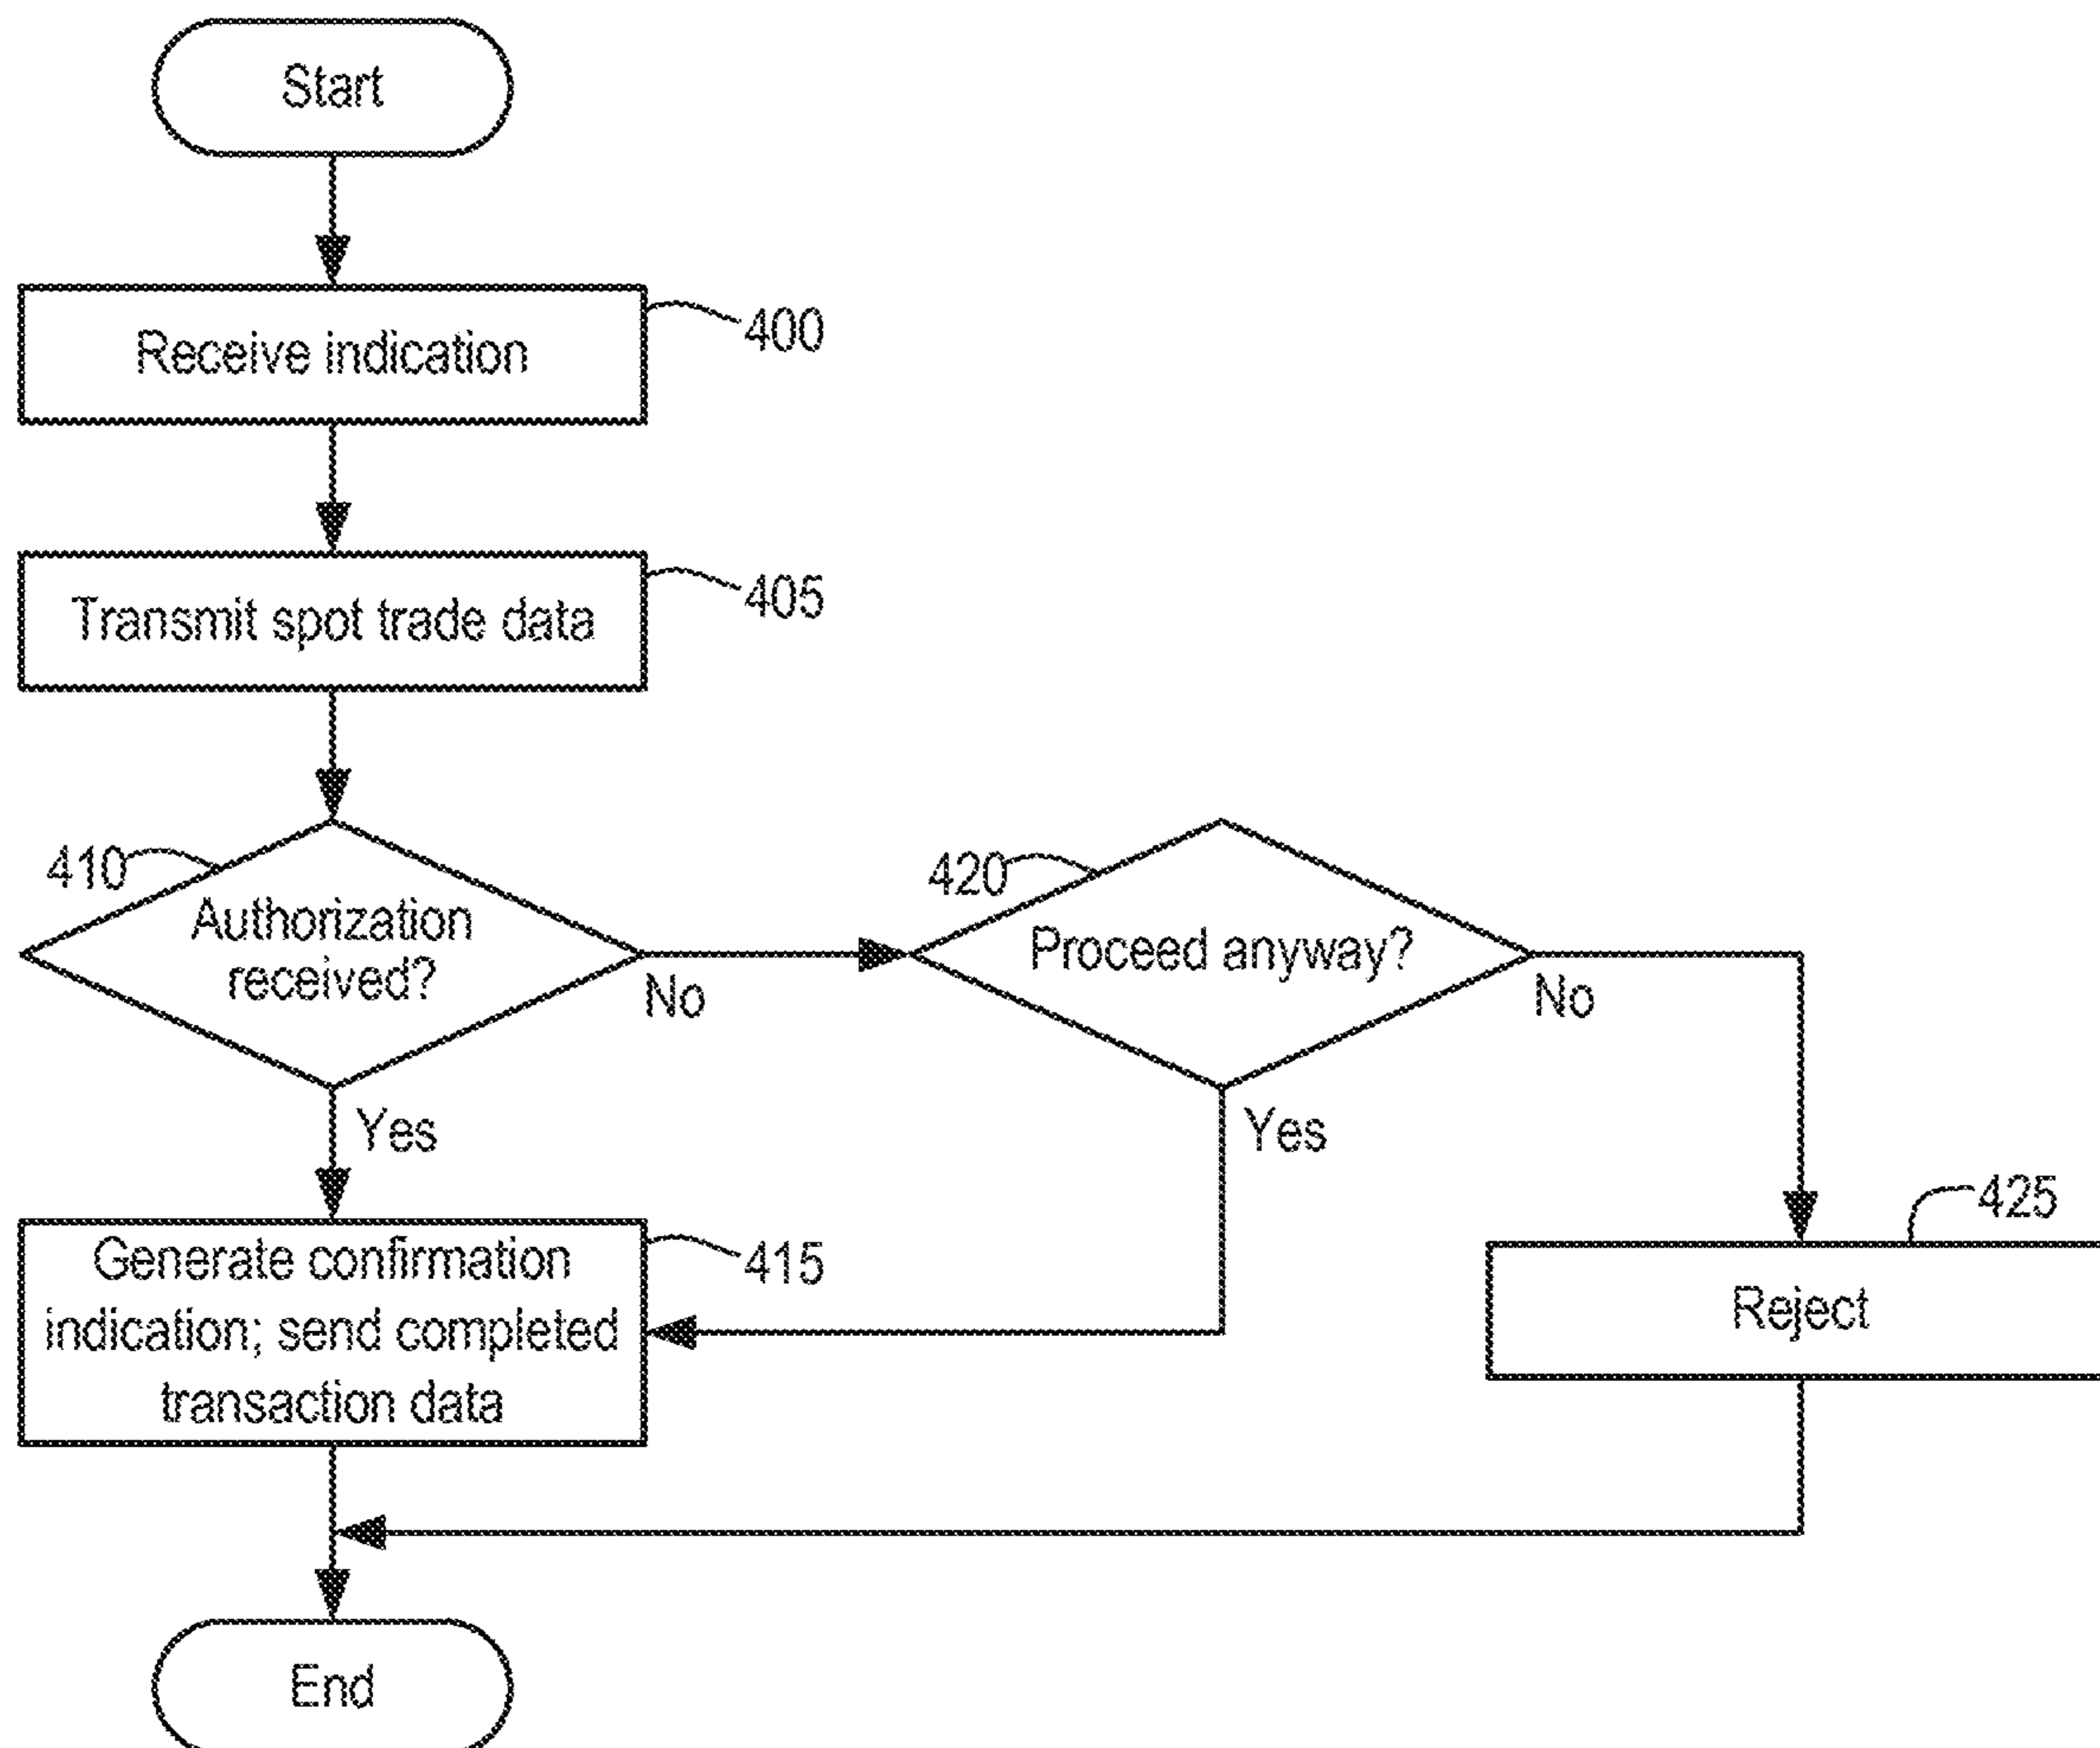 Start
Receive indication
400
Transmit spot trade data
405
410
Authorization
received?
No
Yes
420
Proceed anyway?
No
Yes
Generate confirmation
indication; send completed
transaction data
415
425
Reject
End